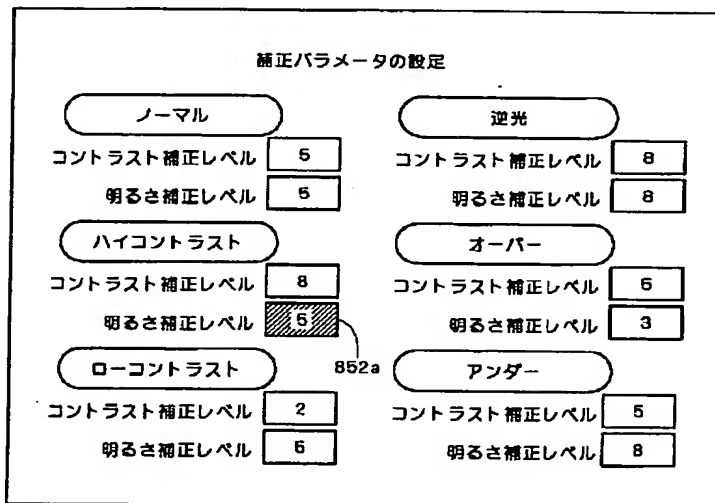 補正パラメータの設定
ノーマル
コントラスト補正レベル 5
明るさ補正レベル 5
ハイコントラスト
コントラスト補正レベル 8
明るさ補正レベル 5
852a
ローコントラスト
コントラスト補正レベル 2
明るさ補正レベル 5
逆光
コントラスト補正レベル 8
明るさ補正レベル 8
オーバー
コントラスト補正レベル 5
明るさ補正レベル 3
アンダー
コントラスト補正レベル 5
明るさ補正レベル 8